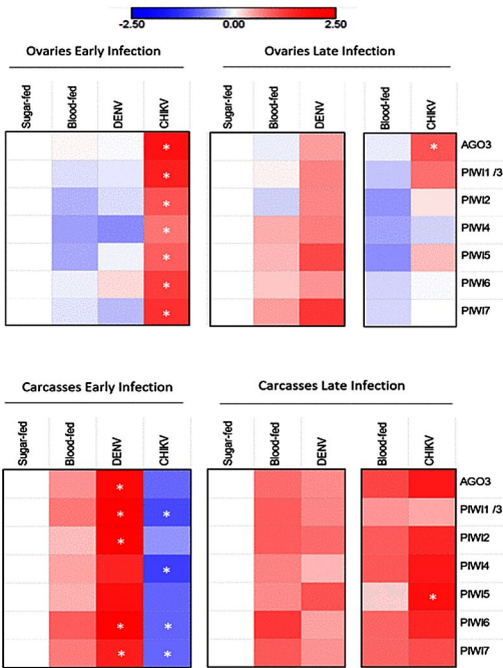 -2.50 0.00 2.50
Ovaries Early Infection
Ovaries Late Infection
Sugar-fed Blood-fed DENV CHIKV Sugar-fed Blood-fed DENV Blood-fed CHIKV
* * AGO3
* PIWI1 /3
* PIWI2
* PIWI4
* PIWI5
* PIWI6
* PIWI7
Carcasses Early Infection
Carcasses Late Infection
Sugar-fed Blood-fed DENV CHIKV Sugar-fed Blood-fed DENV Blood-fed CHIKV
* AGO3
* * PIWI1 /3
* PIWI2
* PIWI4
* PIWI5
* * PIWI6
* * PIWI7